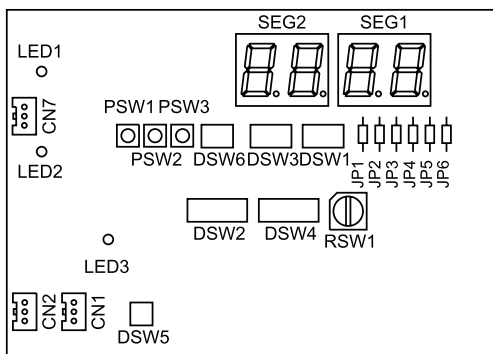 SEG2 SEG1
LED1
CN7
PSW1 PSW3
PSW2 DSW6 DSW3 DSW1
JP1 JP2 JP3 JP4 JP5 JP6
LED2
DSW2 DSW4 RSW1
LED3
CN2 CN1
DSW5